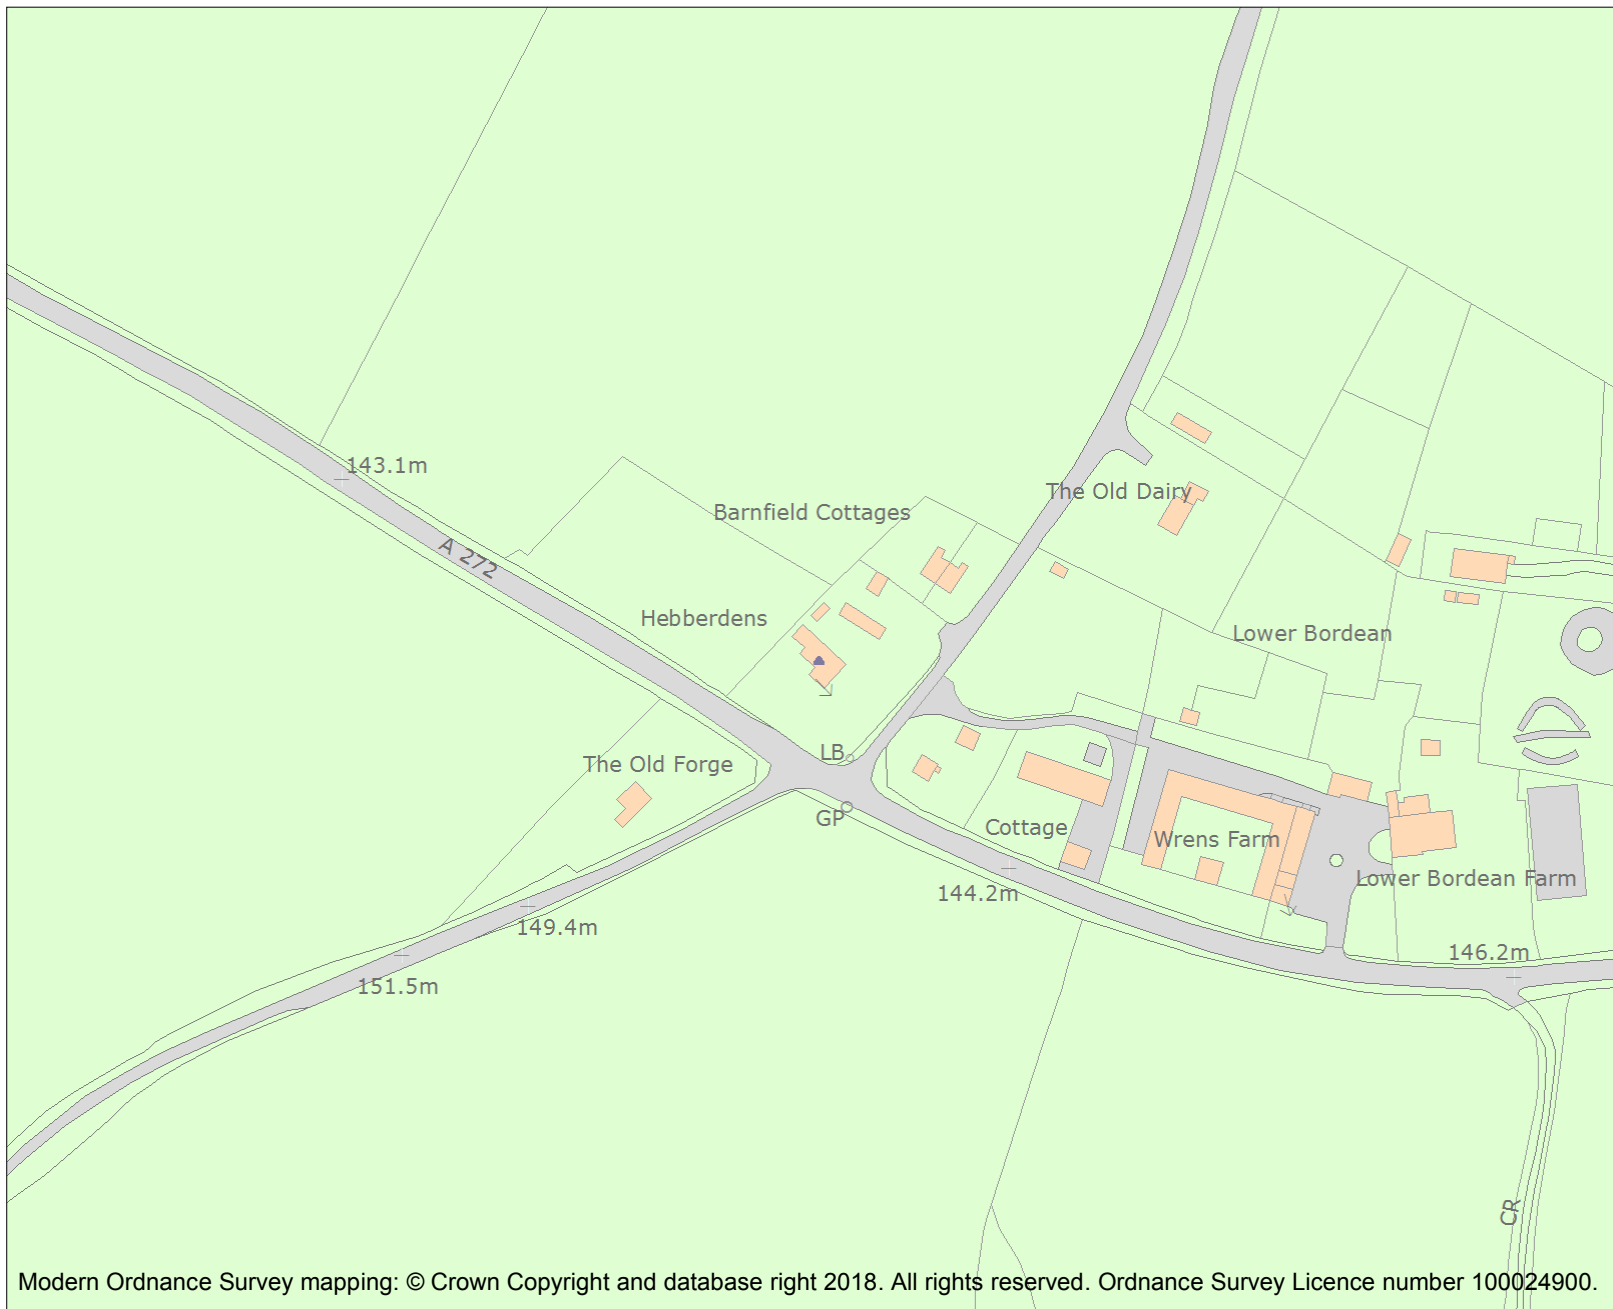 143.1m
The Old Dairy
Barnfield Cottages
A 272
Hebberdens
Lower Bordean
LB
The Old Forge
GP
Cottage
Wrens Farm
Lower Bordean Farm
144.2m
149.4m
146.2m
151.5m
CR
Modern Ordnance Survey mapping: © Crown Copyright and database right 2018. All rights reserved. Ordnance Survey Licence number 100024900.